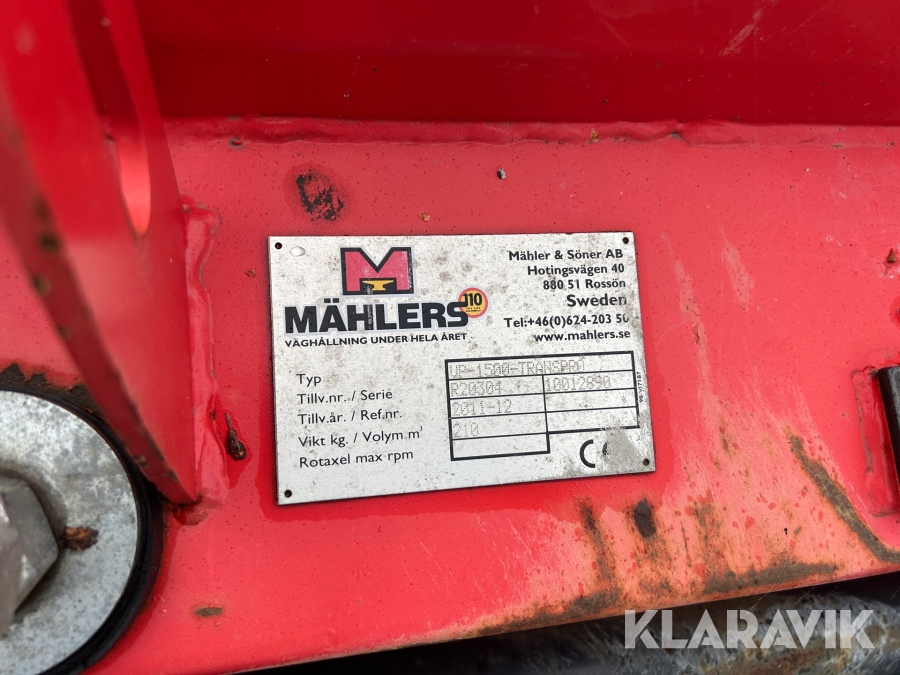 M
MÄHLERS
110
VÄGHÅLLNING UNDER HELA ÅRET
Mähler & Söner AB
Hotingsvägen 40
880 51 Rossön
Sweden
Tel:+46(0)624-203 50
www.mahlers.se
Typ VP-1500-TRANSPRO
Tillv.nr. / Serie R20304 10012890
Tillv.år. / Ref.nr. 2011-12
Vikt kg. / Volym m³ 210
Rotaxel max rpm
CE
KLARAVIK